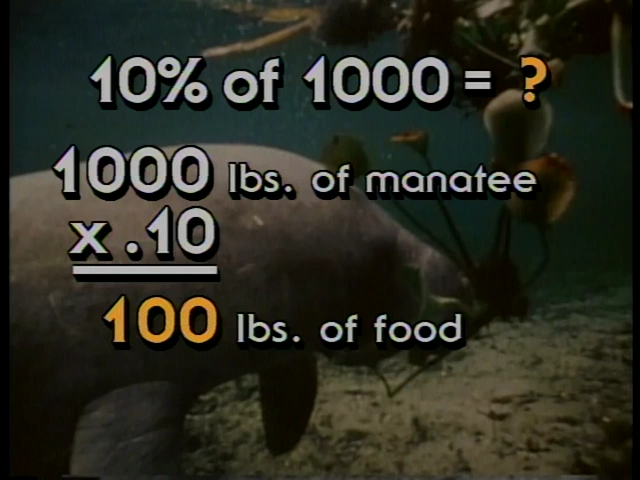 10% of 1000 = ?
1000 lbs. of manatee
x .10
100 lbs. of food